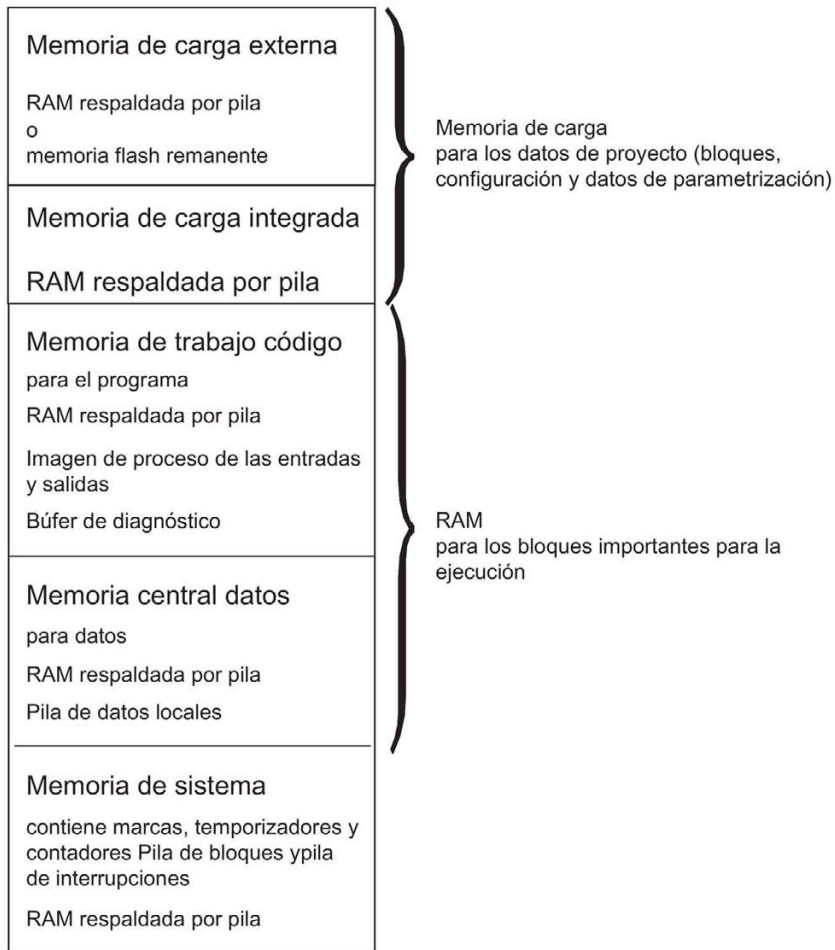 Memoria de carga externa
RAM respaldada por pila
o
memoria flash remanente
Memoria de carga
para los datos de proyecto (bloques,
configuración y datos de parametrización)
Memoria de carga integrada
RAM respaldada por pila
Memoria de trabajo código
para el programa
RAM respaldada por pila
Imagen de proceso de las entradas
y salidas
Búfer de diagnóstico
RAM
para los bloques importantes para la
ejecución
Memoria central datos
para datos
RAM respaldada por pila
Pila de datos locales
Memoria de sistema
contiene marcas, temporizadores y
contadores Pila de bloques ypila
de interrupciones
RAM respaldada por pila